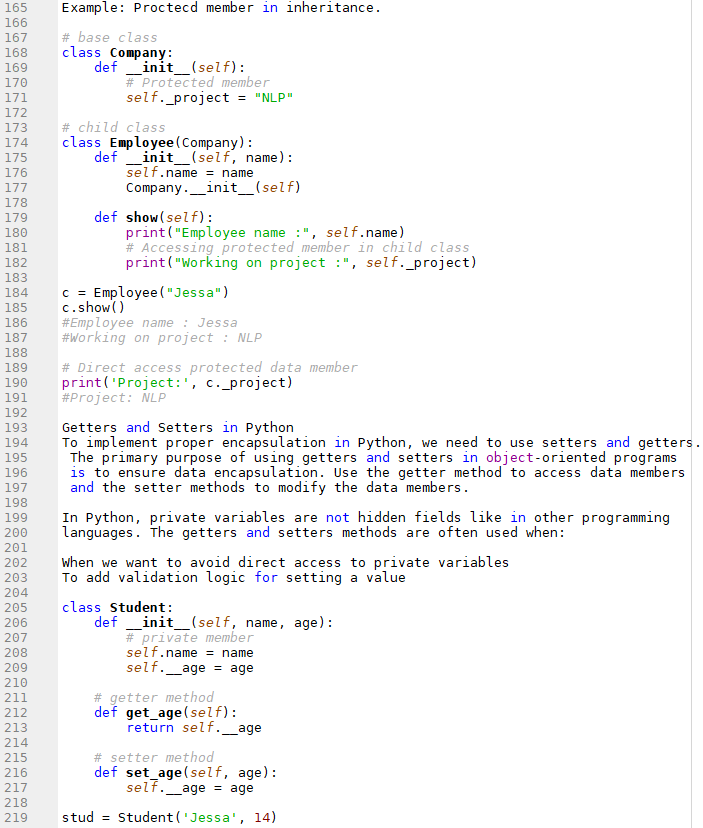 165 Example: Proctecd member in inheritance.
166
167 # base class
168 class Company:
169     def __init__(self):
170         # Protected member
171         self._project = "NLP"
172
173 # child class
174 class Employee(Company):
175     def __init__(self, name):
176         self.name = name
177         Company.__init__(self)
178
179     def show(self):
180         print("Employee name :", self.name)
181         # Accessing protected member in child class
182         print("Working on project :", self._project)
183
184 c = Employee("Jessa")
185 c.show()
186 #Employee name : Jessa
187 #Working on project : NLP
188
189 # Direct access protected data member
190 print('Project:', c._project)
191 #Project: NLP
192
193 Getters and Setters in Python
194 To implement proper encapsulation in Python, we need to use setters and getters.
195  The primary purpose of using getters and setters in object-oriented programs
196  is to ensure data encapsulation. Use the getter method to access data members
197  and the setter methods to modify the data members.
198
199 In Python, private variables are not hidden fields like in other programming
200 languages. The getters and setters methods are often used when:
201
202 When we want to avoid direct access to private variables
203 To add validation logic for setting a value
204
205 class Student:
206     def __init__(self, name, age):
207         # private member
208         self.name = name
209         self.__age = age
210
211     # getter method
212     def get_age(self):
213         return self.__age
214
215     # setter method
216     def set_age(self, age):
217         self.__age = age
218
219 stud = Student('Jessa', 14)